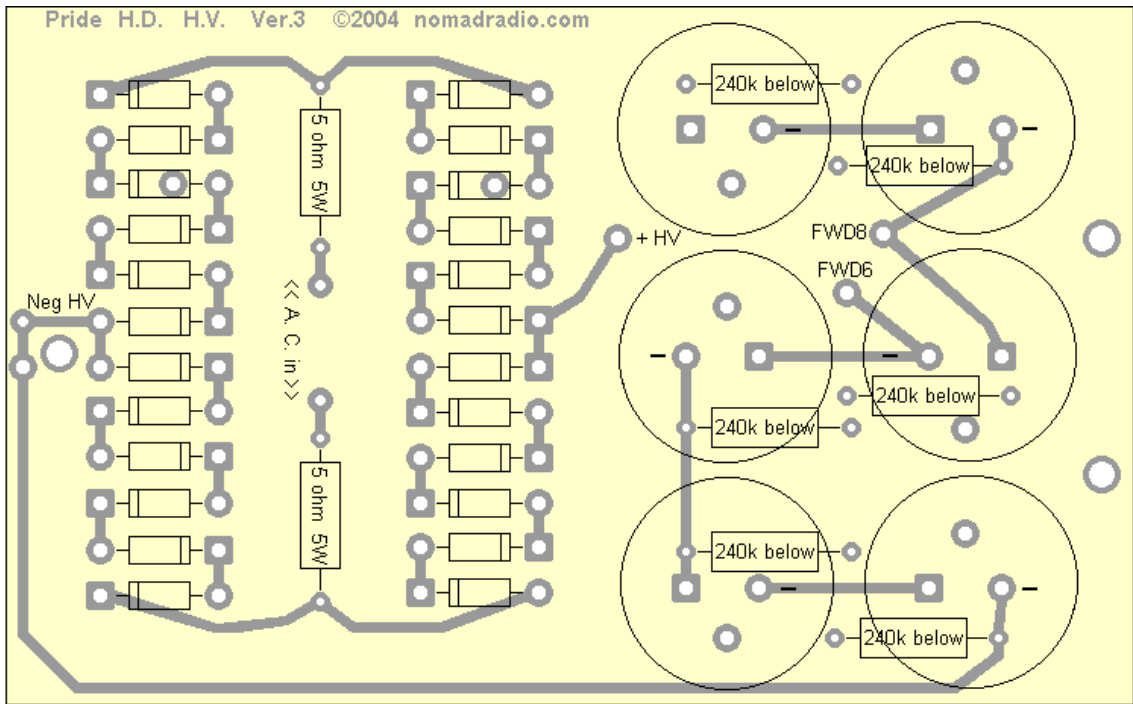 Pride H.D. H.V. Ver.3 ©2004 nomadradio.com
240k below
5 ohm 5W
240k below
+ HV
FWD8
FWD6
Neg HV
<< A. C. in >>
240k below
240k below
5 ohm 5W
240k below
240k below